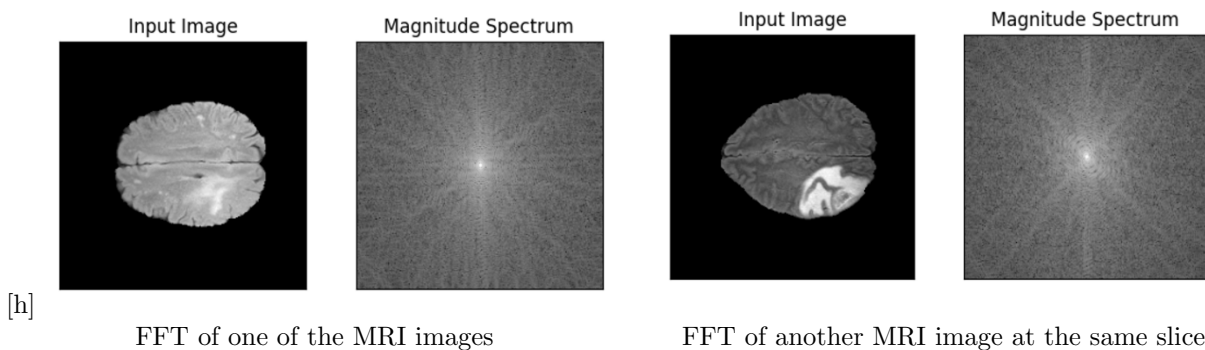 Input Image
Magnitude Spectrum
Input Image
Magnitude Spectrum
[h]
FFT of one of the MRI images
FFT of another MRI image at the same slice